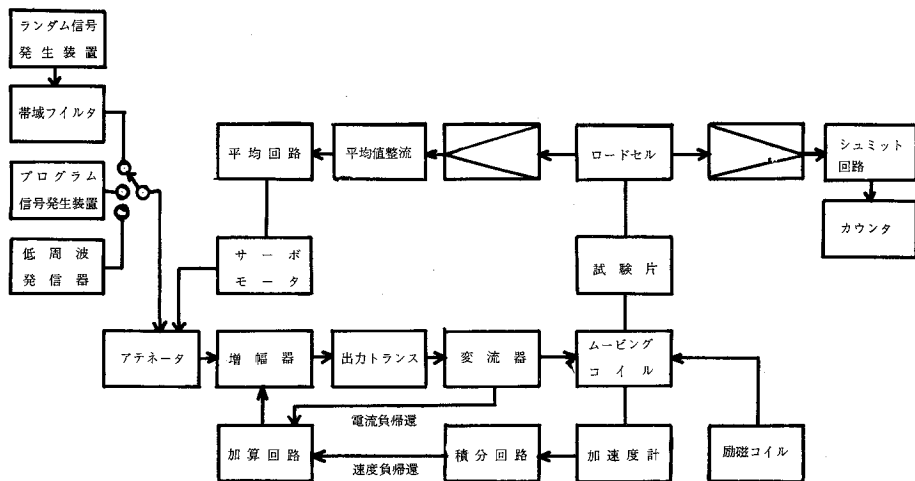 ランダム信号
発生装置
帯域フイルタ
プログラム
信号発生装置
低周波
発信器
平均回路
平均値整流
ロードセル
シュミット
回路
カウンタ
サーボ
モータ
試験片
アテネータ
増幅器
出力トランス
変流器
ムービング
コイル
電流負帰還
加算回路
速度負帰還
積分回路
加速度計
励磁コイル